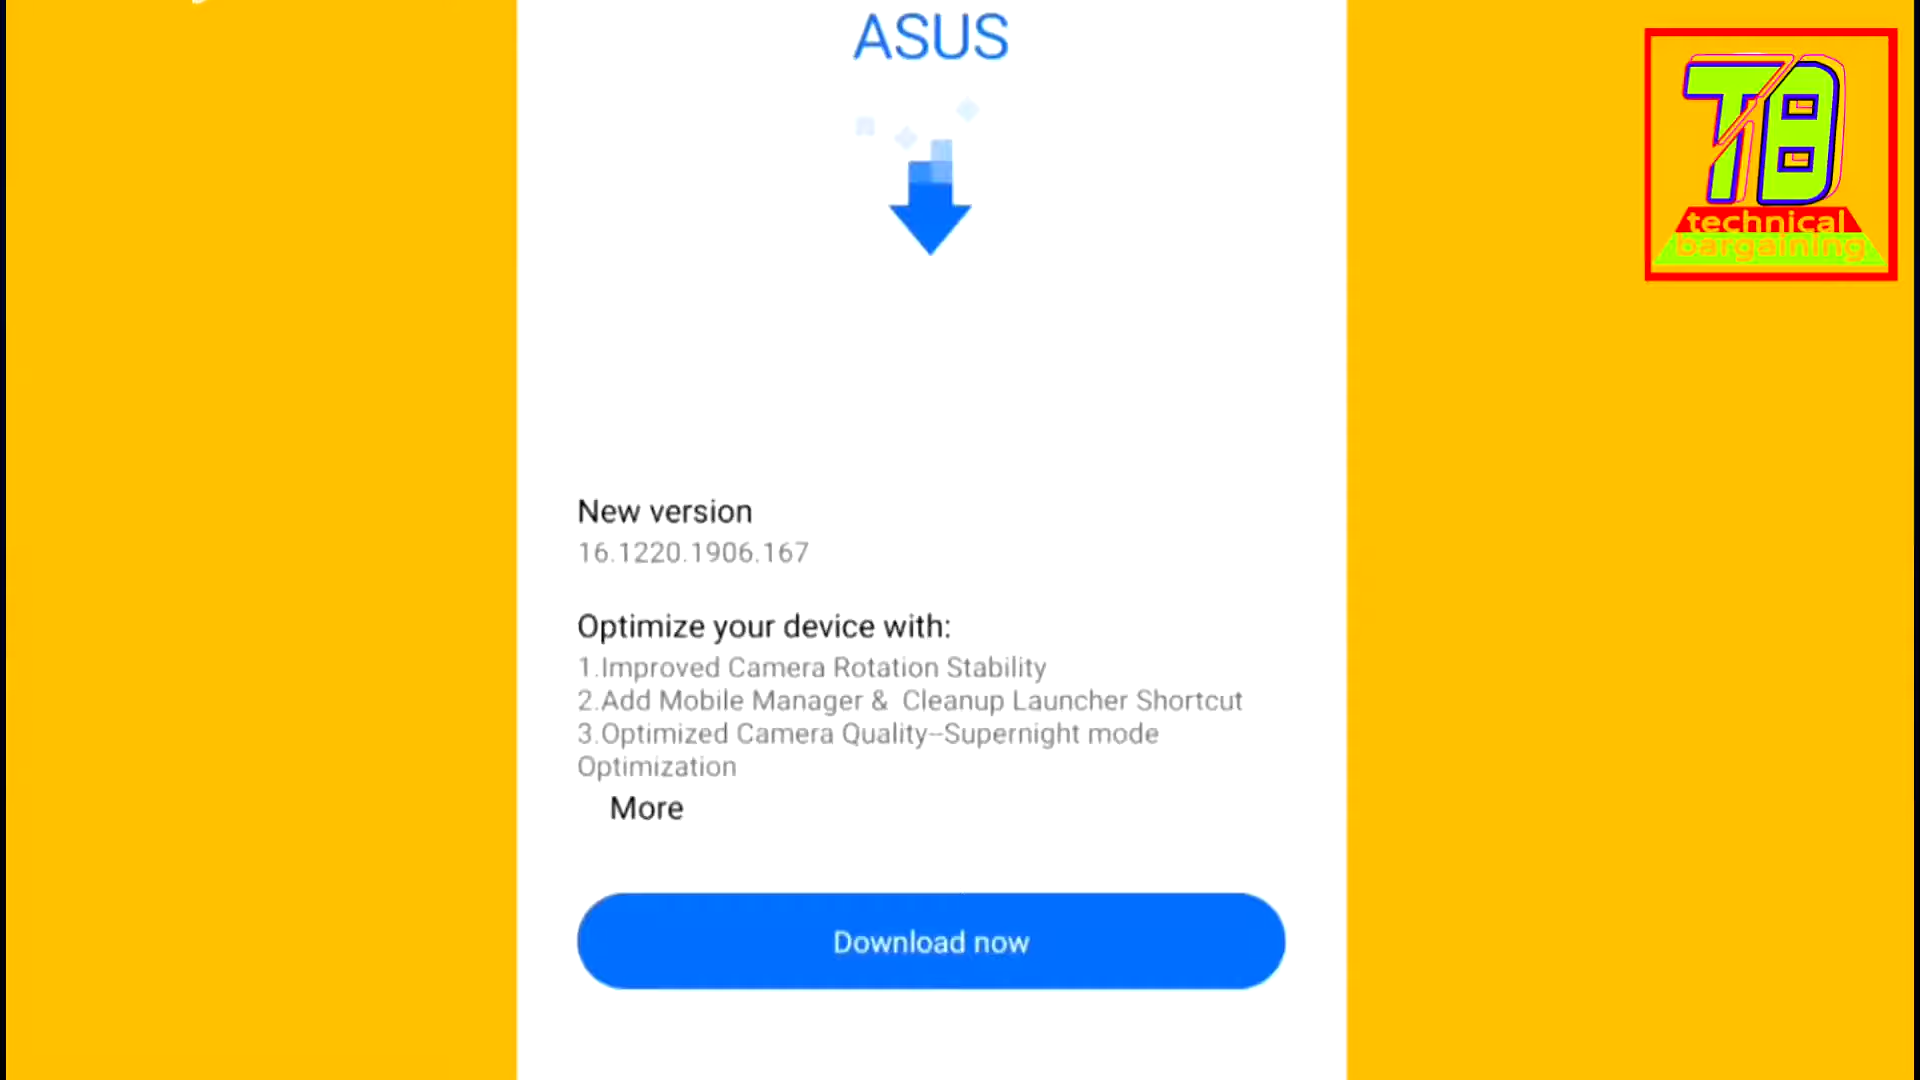 ASUS
TB
technical
bargaining
New version
16.1220.1906.167
Optimize your device with:
1.Improved Camera Rotation Stability
2.Add Mobile Manager &  Cleanup Launcher Shortcut
3.Optimized Camera Quality--Supernight mode
Optimization
More
Download now